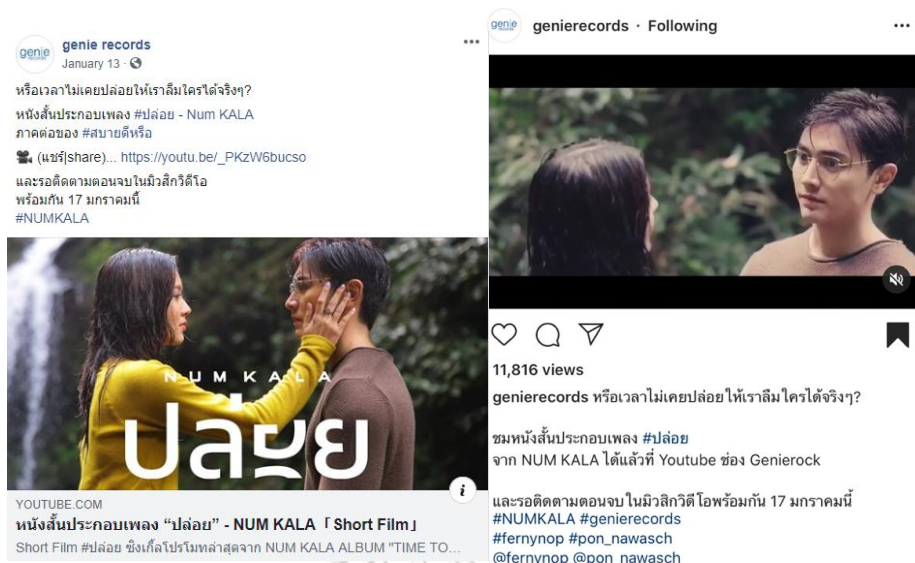 genie
genie records
January 13 ·
หรือเวลาไม่เคยปล่อยให้เราลืมใครได้จริงๆ?
หนังสั้นประกอบเพลง #ปล่อย - Num KALA
ภาคต่อของ #สบายดีหรือ
(แชร์|share)... https://youtu.be/_PKzW6bucso
และรอติดตามตอนจบในมิวสิกวิดีโอ
พร้อมกัน 17 มกราคมนี้
#NUMKALA
NUM KALA
ปล่อย
YOUTUBE.COM
หนังสั้นประกอบเพลง “ปล่อย” - NUM KALA「Short Film」
Short Film #ปล่อย ซิงเกิ้ลโปรโมทล่าสุดจาก NUM KALA ALBUM "TIME TO…
genie
genierecords · Following
11,816 views
genierecords หรือเวลาไม่เคยปล่อยให้เราลืมใครได้จริงๆ?
ชมหนังสั้นประกอบเพลง #ปล่อย
จาก NUM KALA ได้แล้วที่ Youtube ช่อง Genierock
และรอติดตามตอนจบในมิวสิกวิดีโอพร้อมกัน 17 มกราคมนี้
#NUMKALA #genierecords
#fernynop #pon_nawasch
@fernynop @pon_nawasch